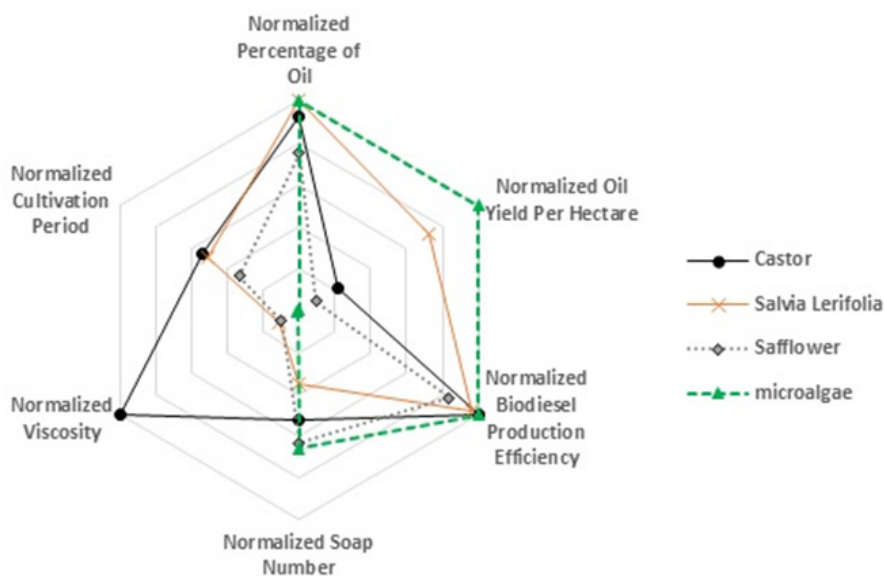 Normalized
Percentage of
Oil
Normalized
Cultivation
Period
Normalized Oil
Yield Per Hectare
Castor
Salvia Lerifolia
Safflower
microalgae
Normalized
Viscosity
Normalized
Biodiesel
Production
Efficiency
Normalized Soap
Number